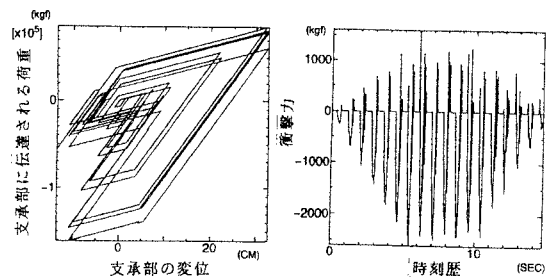 (kgf)
[×10⁵]
0
-1
支承部に伝達される荷重
0
20
(CM)
支承部の変位
(kgf)
1000
0
-1000
-2000
衝撃力
0
10
(SEC)
時刻歴